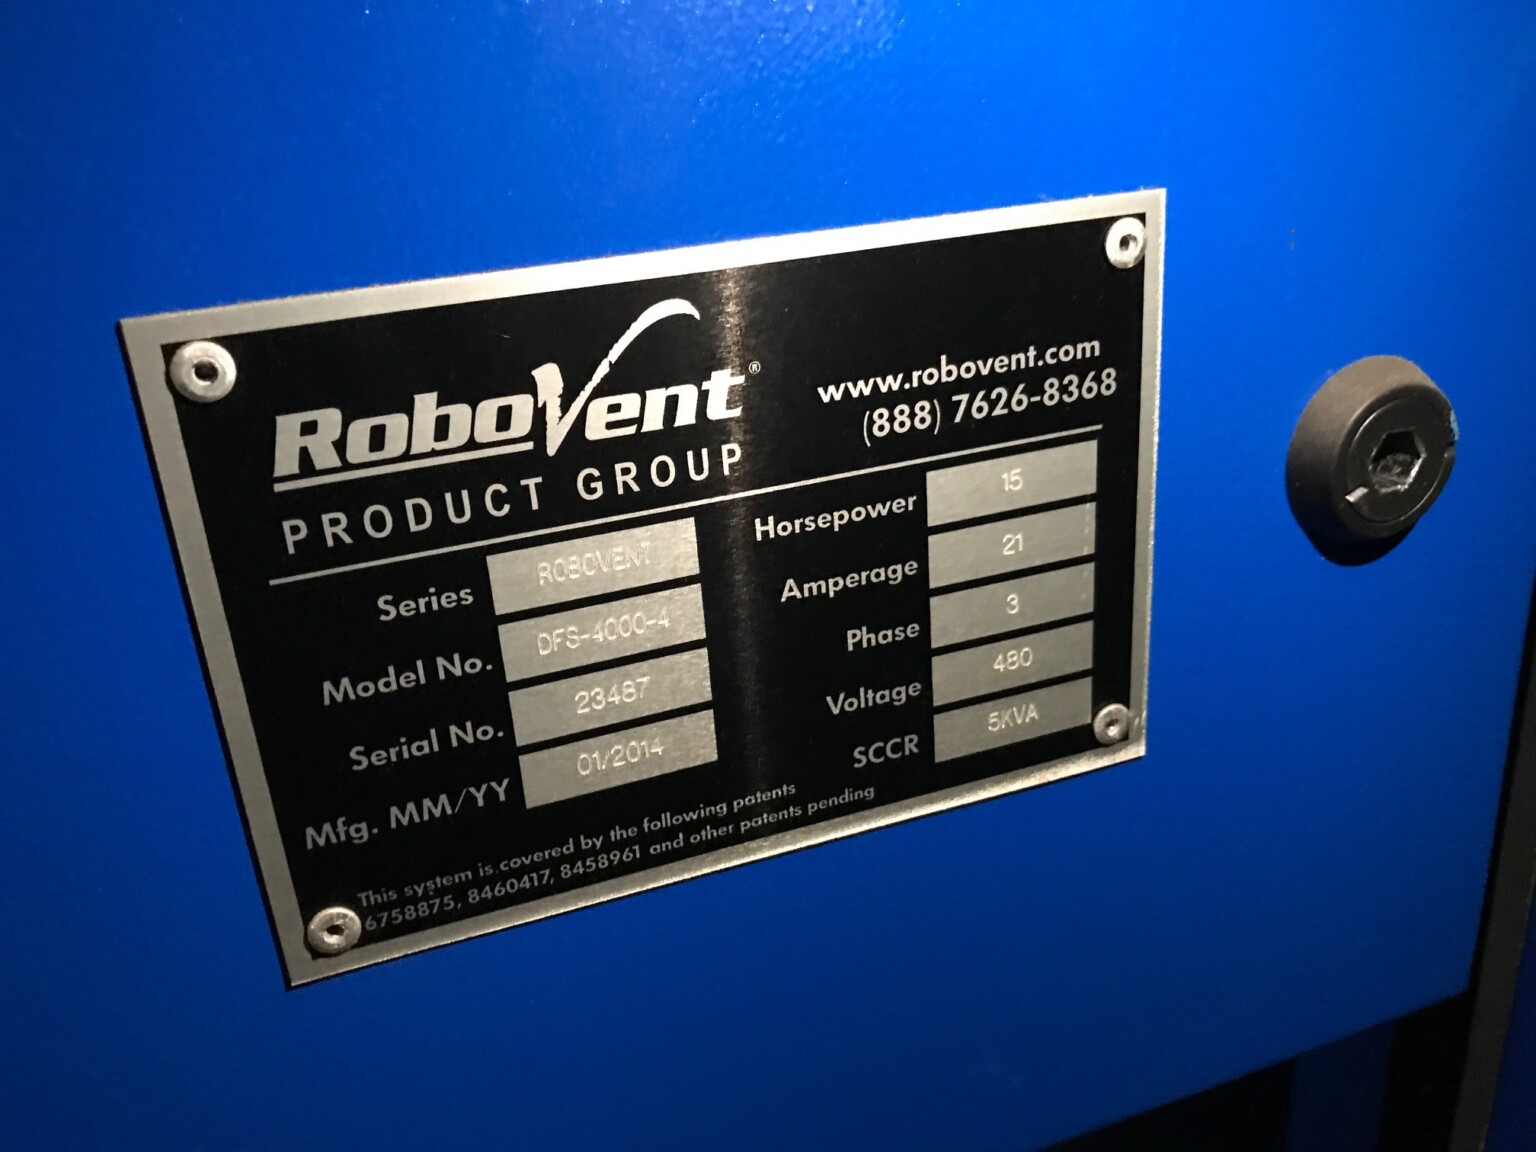 RoboVent®
PRODUCT GROUP
www.robovent.com
(888) 7626-8368
Series ROBOVENT
Model No. DFS-4000-4
Serial No. 23487
Mfg. MM/YY 01/2014
Horsepower 15
Amperage 21
Phase 3
Voltage 480
SCCR 5KVA
This system is covered by the following patents
6758875, 8460417, 8458961 and other patents pending